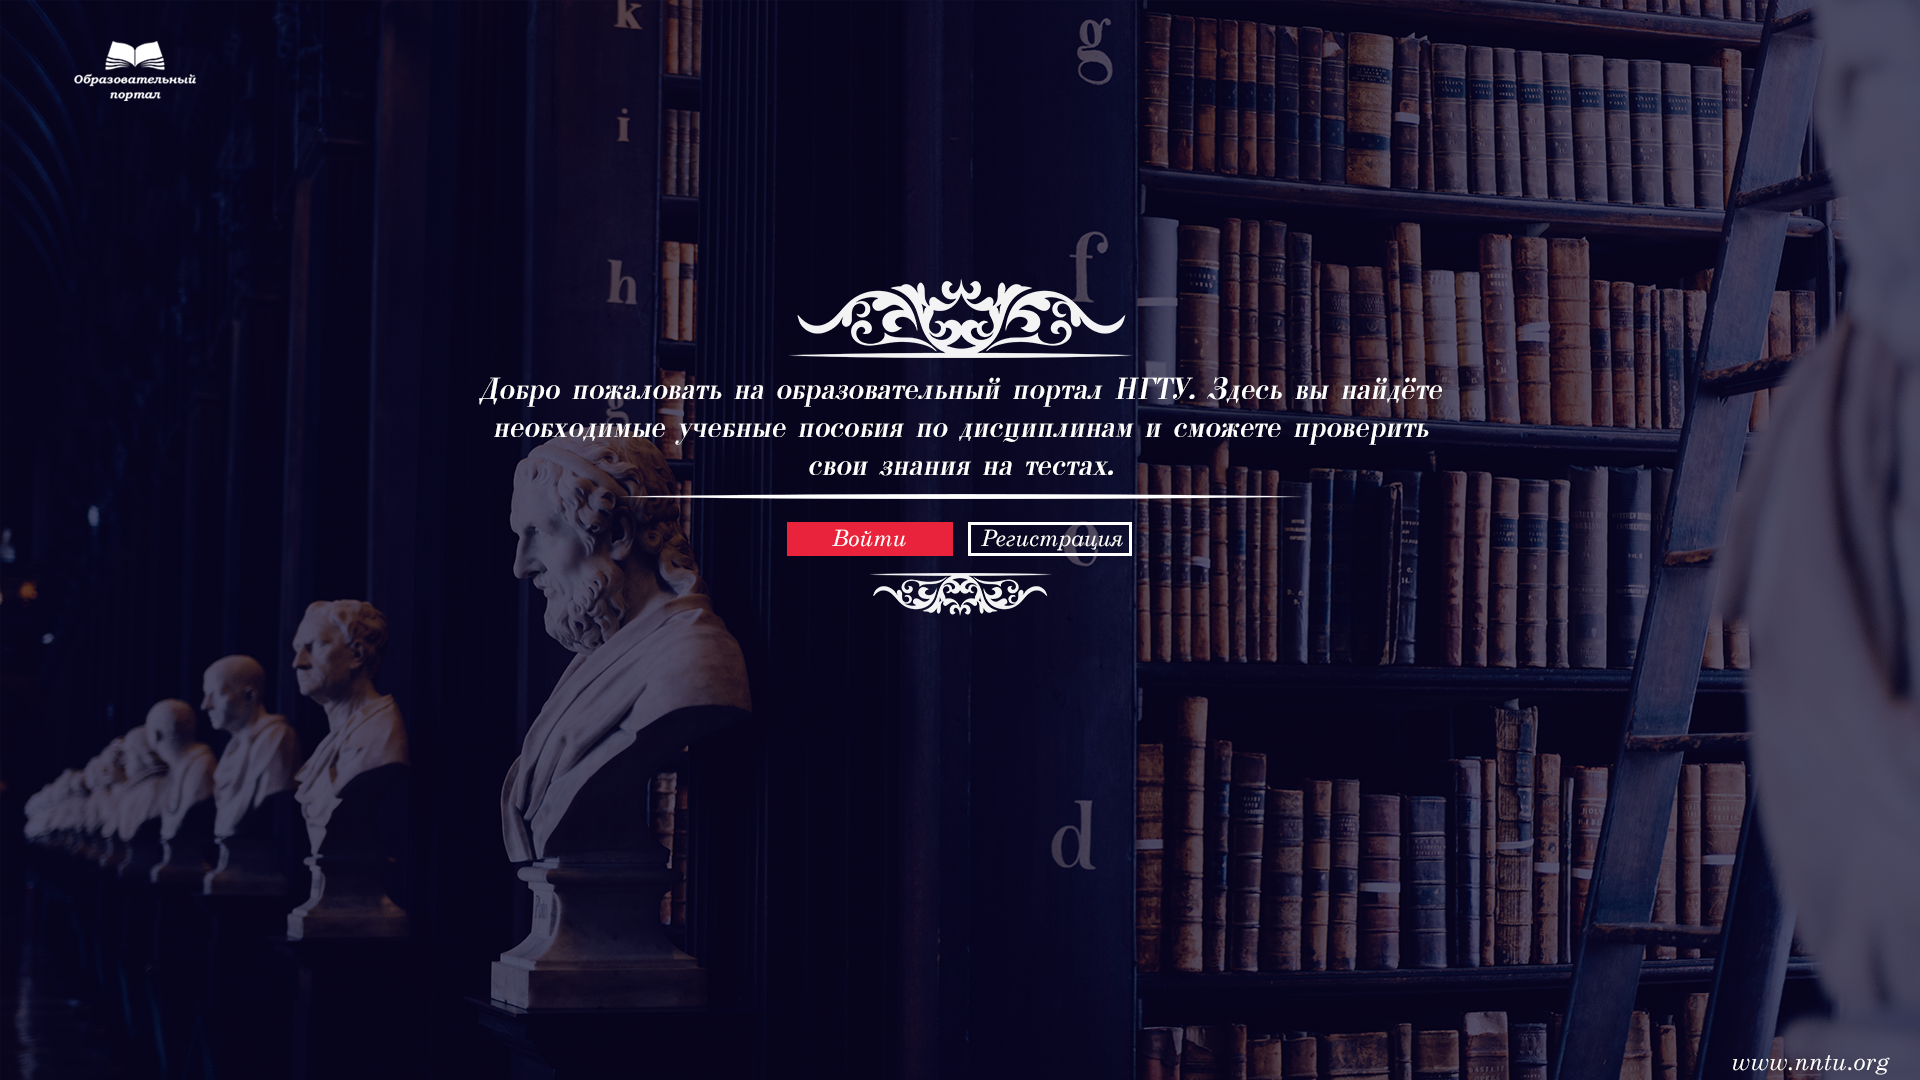 k
g
Образовательный
портал
i
f
h
Добро пожаловать на образовательный портал НГТУ. Здесь вы найдёте
необходимые учебные пособия по дисциплинам и сможете проверить
свои знания на тестах.
Войти
Регистрация
d
www.nntu.org